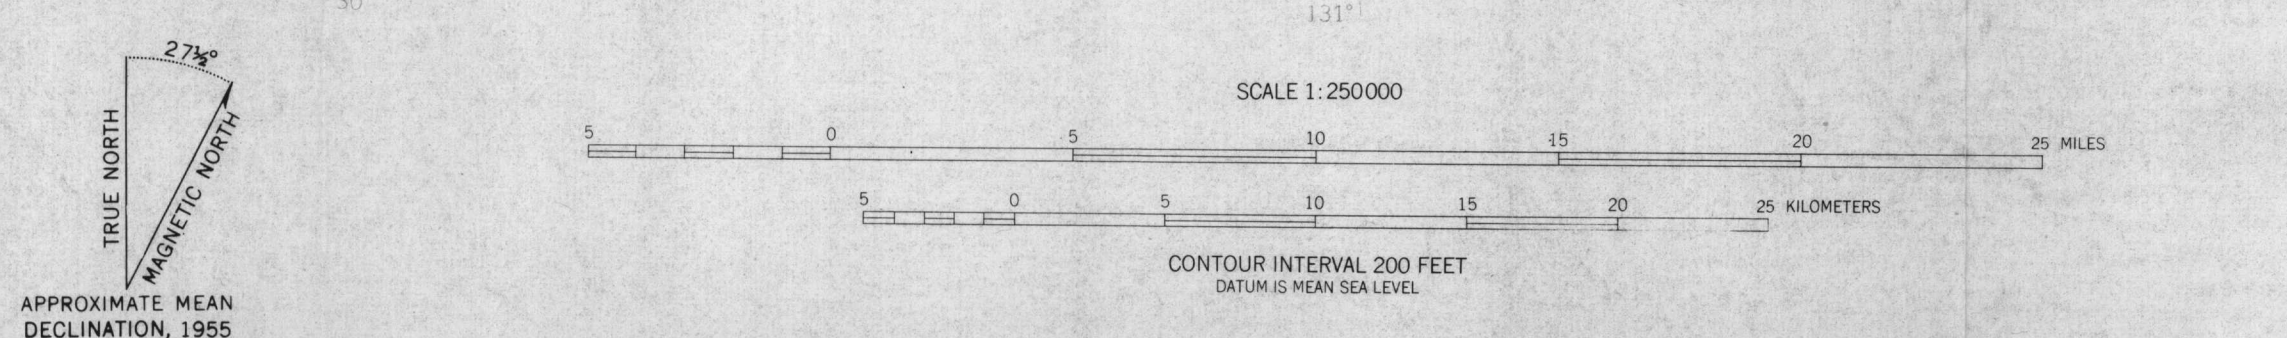 30
131°
27½°
TRUE NORTH
MAGNETIC NORTH
APPROXIMATE MEAN
DECLINATION, 1955
SCALE 1:250000
5 0 5 10 15 20 25 MILES
5 0 5 10 15 20 25 KILOMETERS
CONTOUR INTERVAL 200 FEET
DATUM IS MEAN SEA LEVEL